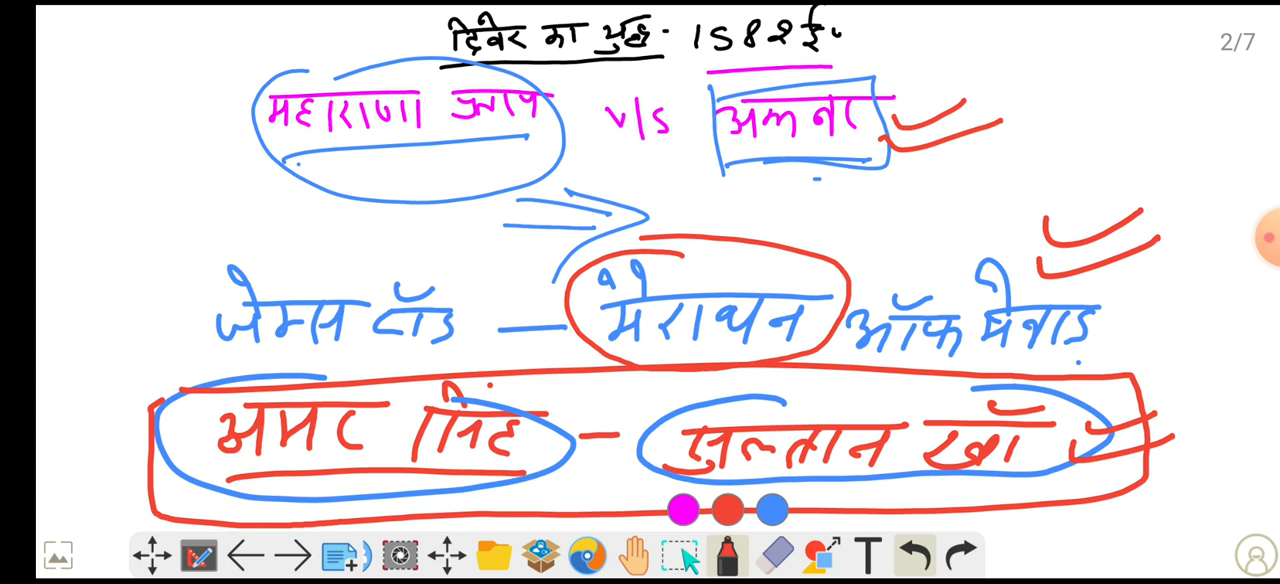 दिवेर का युद्ध - 1582 ई.
2/7
महाराणा प्रताप v/s अकबर
जेम्स टॉड — मैराथन ऑफ मेवाड़
अमर सिंह - सुल्तान खाँ
T